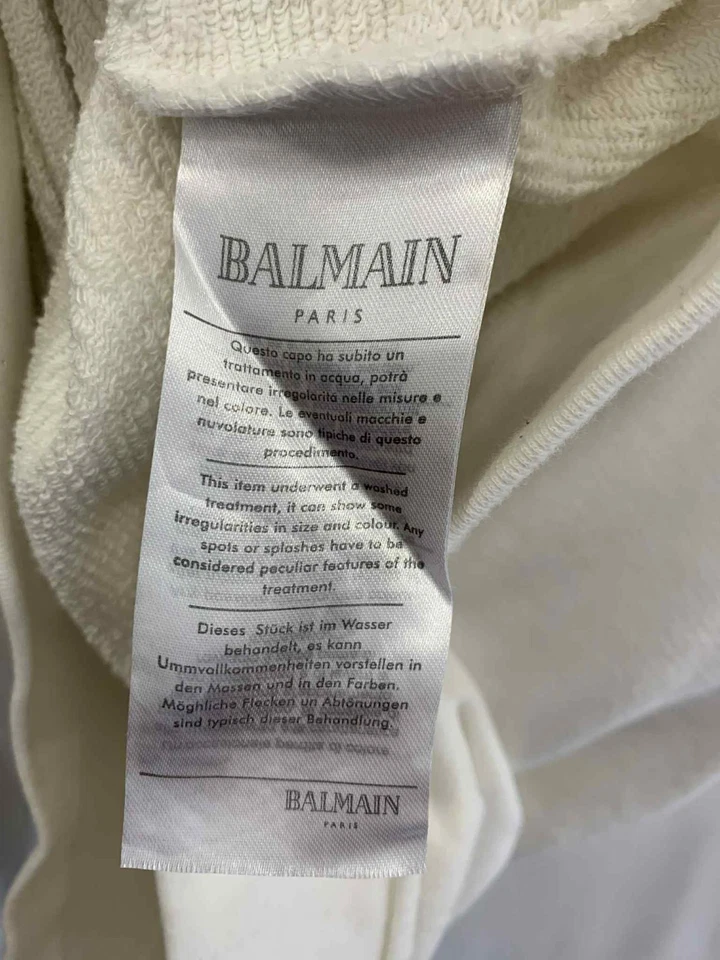 BALMAIN
PARIS
Questo capo ha subito un
trattamento in acqua, potrà
presentare irregolarità nelle misure e
nel colore. Le eventuali macchie e
nuvolature sono tipiche di questo
procedimento.
This item underwent a washed
treatment, it can show some
irregularities in size and colour. Any
spots or splashes have to be
considered peculiar features of the
treatment.
Dieses Stück ist im Wasser
behandelt, es kann
Ummvollkommenheiten vorstellen in
den Massen und in den Farben.
Möghliche Flecken un Abtönungen
sind typisch dieser Behandlung.
BALMAIN
PARIS